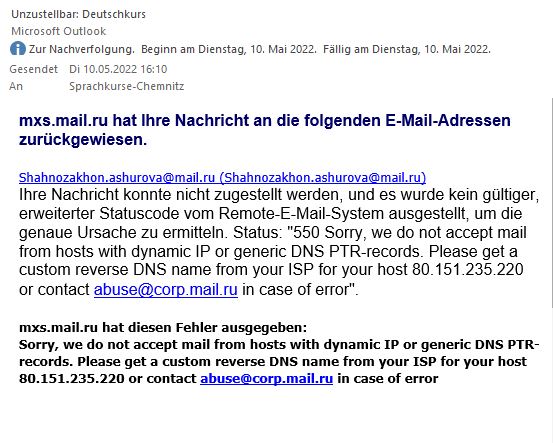 Unzustellbar: Deutschkurs
Microsoft Outlook
Zur Nachverfolgung. Beginn am Dienstag, 10. Mai 2022. Fällig am Dienstag, 10. Mai 2022.
Gesendet Di 10.05.2022 16:10
An Sprachkurse-Chemnitz
mxs.mail.ru hat Ihre Nachricht an die folgenden E-Mail-Adressen
zurückgewiesen.
Shahnozakhon.ashurova@mail.ru (Shahnozakhon.ashurova@mail.ru)
Ihre Nachricht konnte nicht zugestellt werden, und es wurde kein gültiger,
erweiterter Statuscode vom Remote-E-Mail-System ausgestellt, um die
genaue Ursache zu ermitteln. Status: "550 Sorry, we do not accept mail
from hosts with dynamic IP or generic DNS PTR-records. Please get a
custom reverse DNS name from your ISP for your host 80.151.235.220
or contact abuse@corp.mail.ru in case of error".
mxs.mail.ru hat diesen Fehler ausgegeben:
Sorry, we do not accept mail from hosts with dynamic IP or generic DNS PTR-
records. Please get a custom reverse DNS name from your ISP for your host
80.151.235.220 or contact abuse@corp.mail.ru in case of error